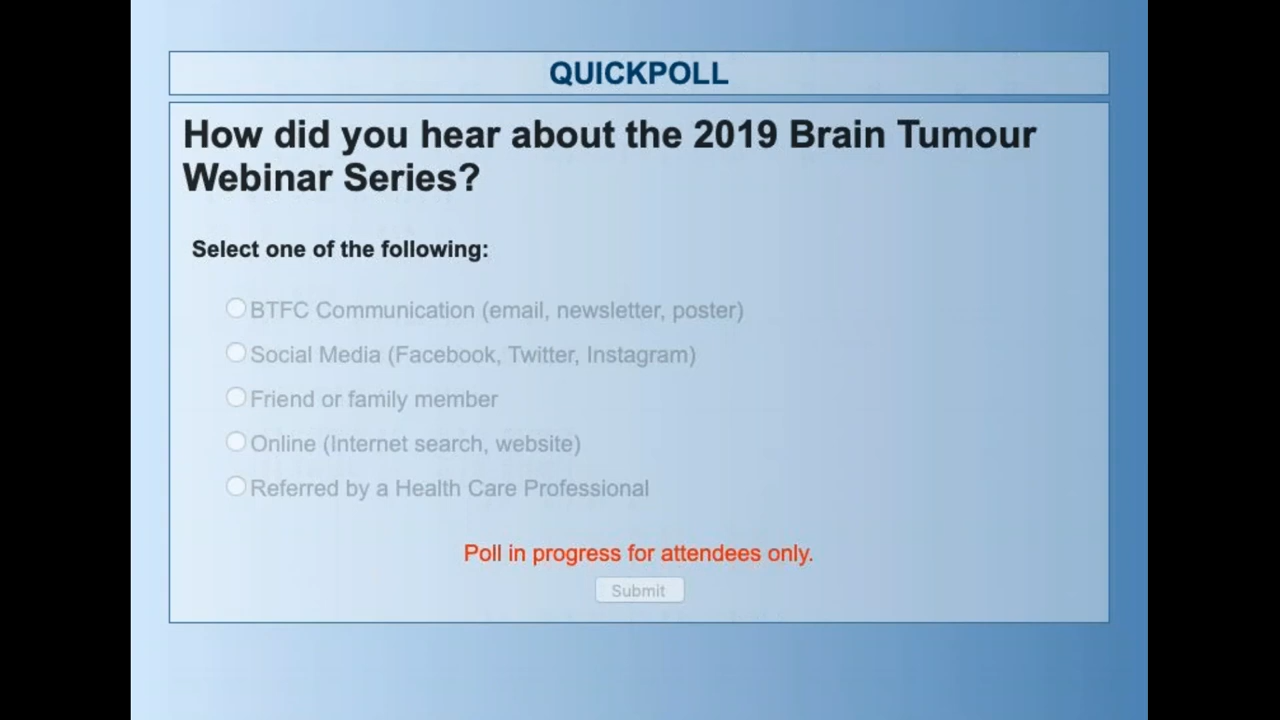 QUICKPOLL
How did you hear about the 2019 Brain Tumour
Webinar Series?
Select one of the following:
BTFC Communication (email, newsletter, poster)
Social Media (Facebook, Twitter, Instagram)
Friend or family member
Online (Internet search, website)
Referred by a Health Care Professional
Poll in progress for attendees only.
Submit